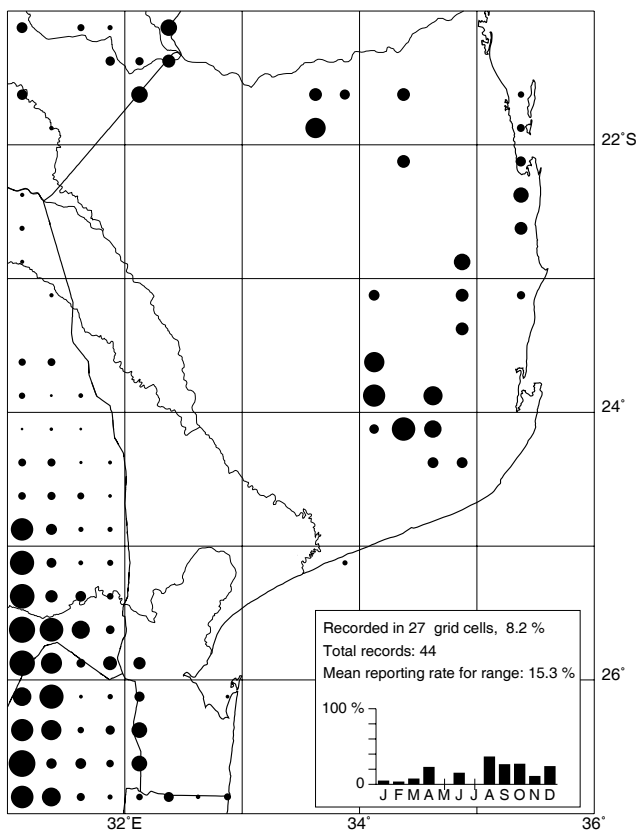 22°S
24°
Recorded in 27 grid cells, 8.2 %
Total records: 44
Mean reporting rate for range: 15.3 %
26°
100 %
0
J F M A M J J A S O N D
32°E 34° 36°